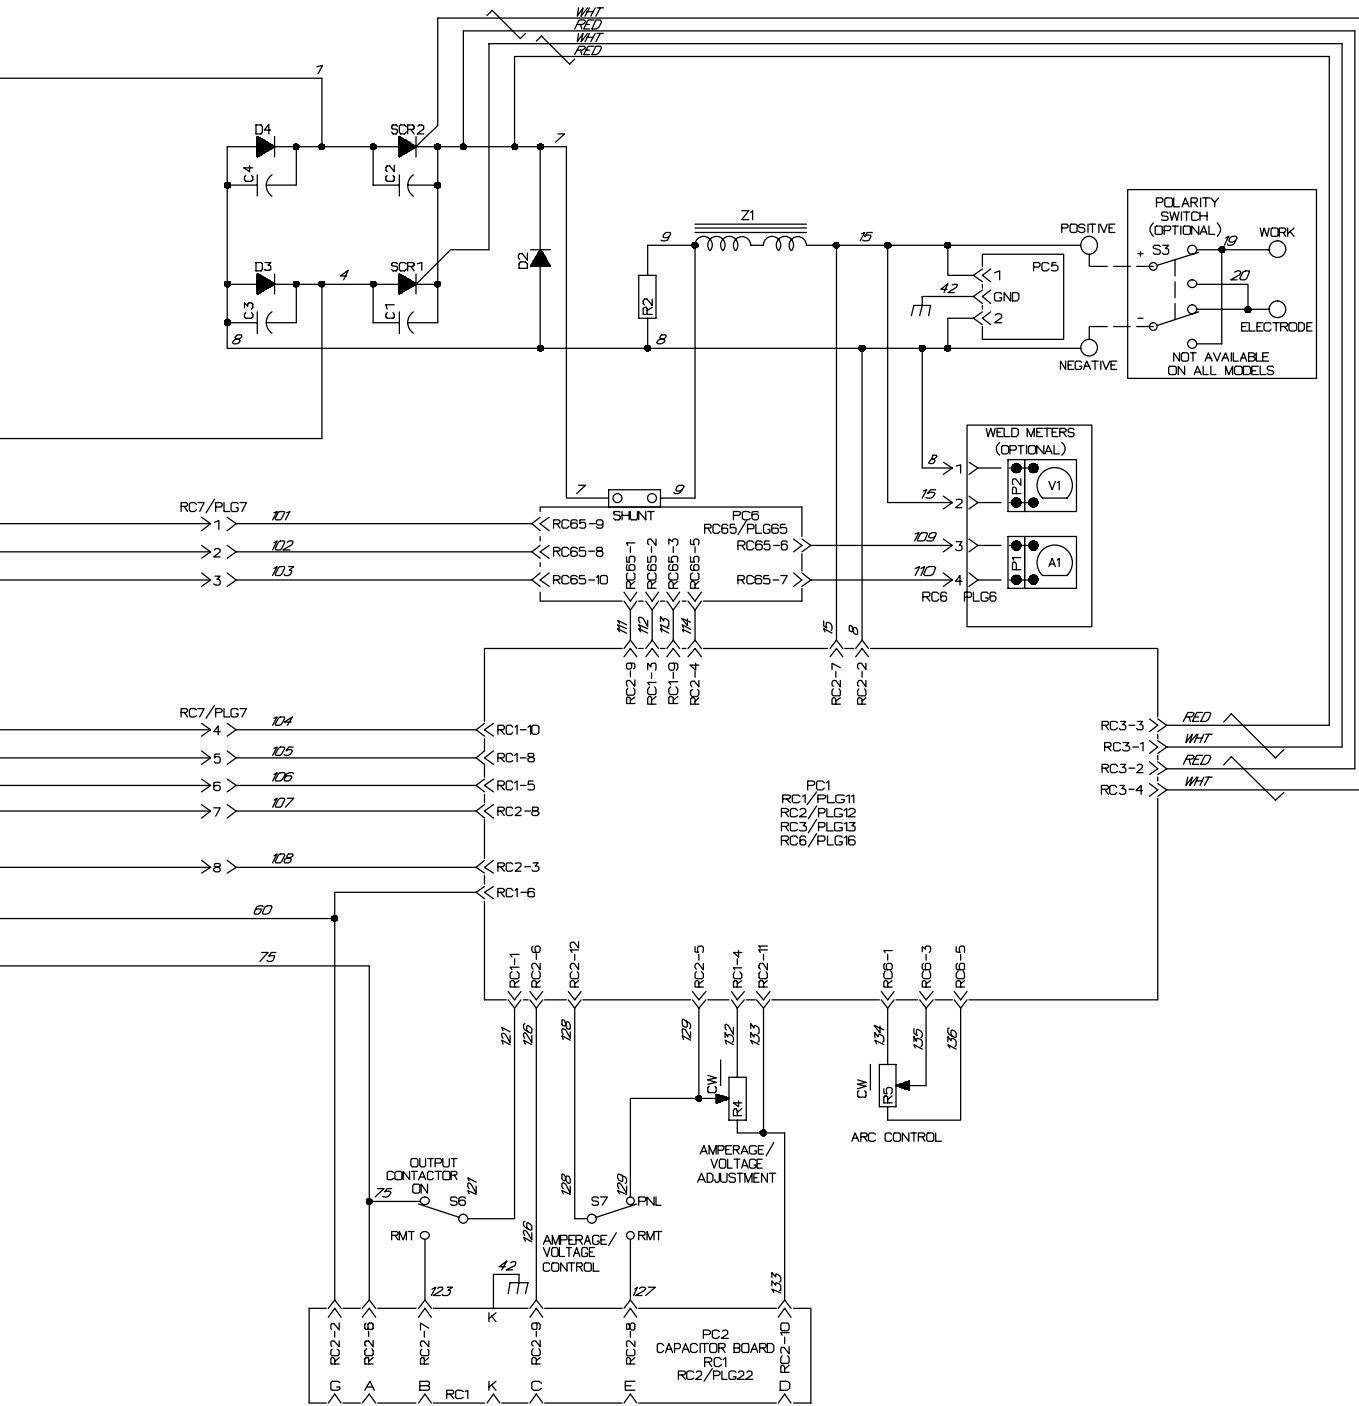 WHT
RED
WHT
RED
1
D4
SCR2
7
C4
C2
D3
4
SCR1
C3
C1
8
D2
Z1
9
15
R2
8
42
PC5
1
GND
2
POSITIVE
NEGATIVE
POLARITY
SWITCH
(OPTIONAL)
+ S3
19
WORK
20
-
ELECTRODE
NOT AVAILABLE
ON ALL MODELS
WELD METERS
(OPTIONAL)
8 1
P2
V1
15 2
109 3
P1
A1
110 4
RC6 PLG6
7
9
SHUNT
PC6
RC65/PLG65
RC7/PLG7
1 101
RC65-9
2 102
RC65-8
3 103
RC65-10
RC65-1
RC65-2
RC65-3
RC65-5
RC65-6
RC65-7
111
112
113
114
15
8
RC2-9
RC1-3
RC1-9
RC2-4
RC2-7
RC2-2
RC7/PLG7
4 104
RC1-10
5 105
RC1-8
6 106
RC1-5
7 107
RC2-8
8 108
RC2-3
RC1-6
60
75
PC1
RC1/PLG11
RC2/PLG12
RC3/PLG13
RC6/PLG16
RC3-3 RED
RC3-1 WHT
RC3-2 RED
RC3-4 WHT
RC1-1
RC2-6
RC2-12
RC2-5
RC1-4
RC2-11
RC6-1
RC6-3
RC6-5
121
126
128
129
132
133
134
135
136
CW
R4
CW
R5
ARC CONTROL
AMPERAGE/
VOLTAGE
ADJUSTMENT
OUTPUT
CONTACTOR
ON
75
S6
121
RMT
128
129
S7
PNL
RMT
126
AMPERAGE/
VOLTAGE
CONTROL
42
123
127
133
K
RC2-2
RC2-6
RC2-7
RC2-9
RC2-8
RC2-10
PC2
CAPACITOR BOARD
RC1
RC2/PLG22
G
A
B
RC1
K
C
E
D